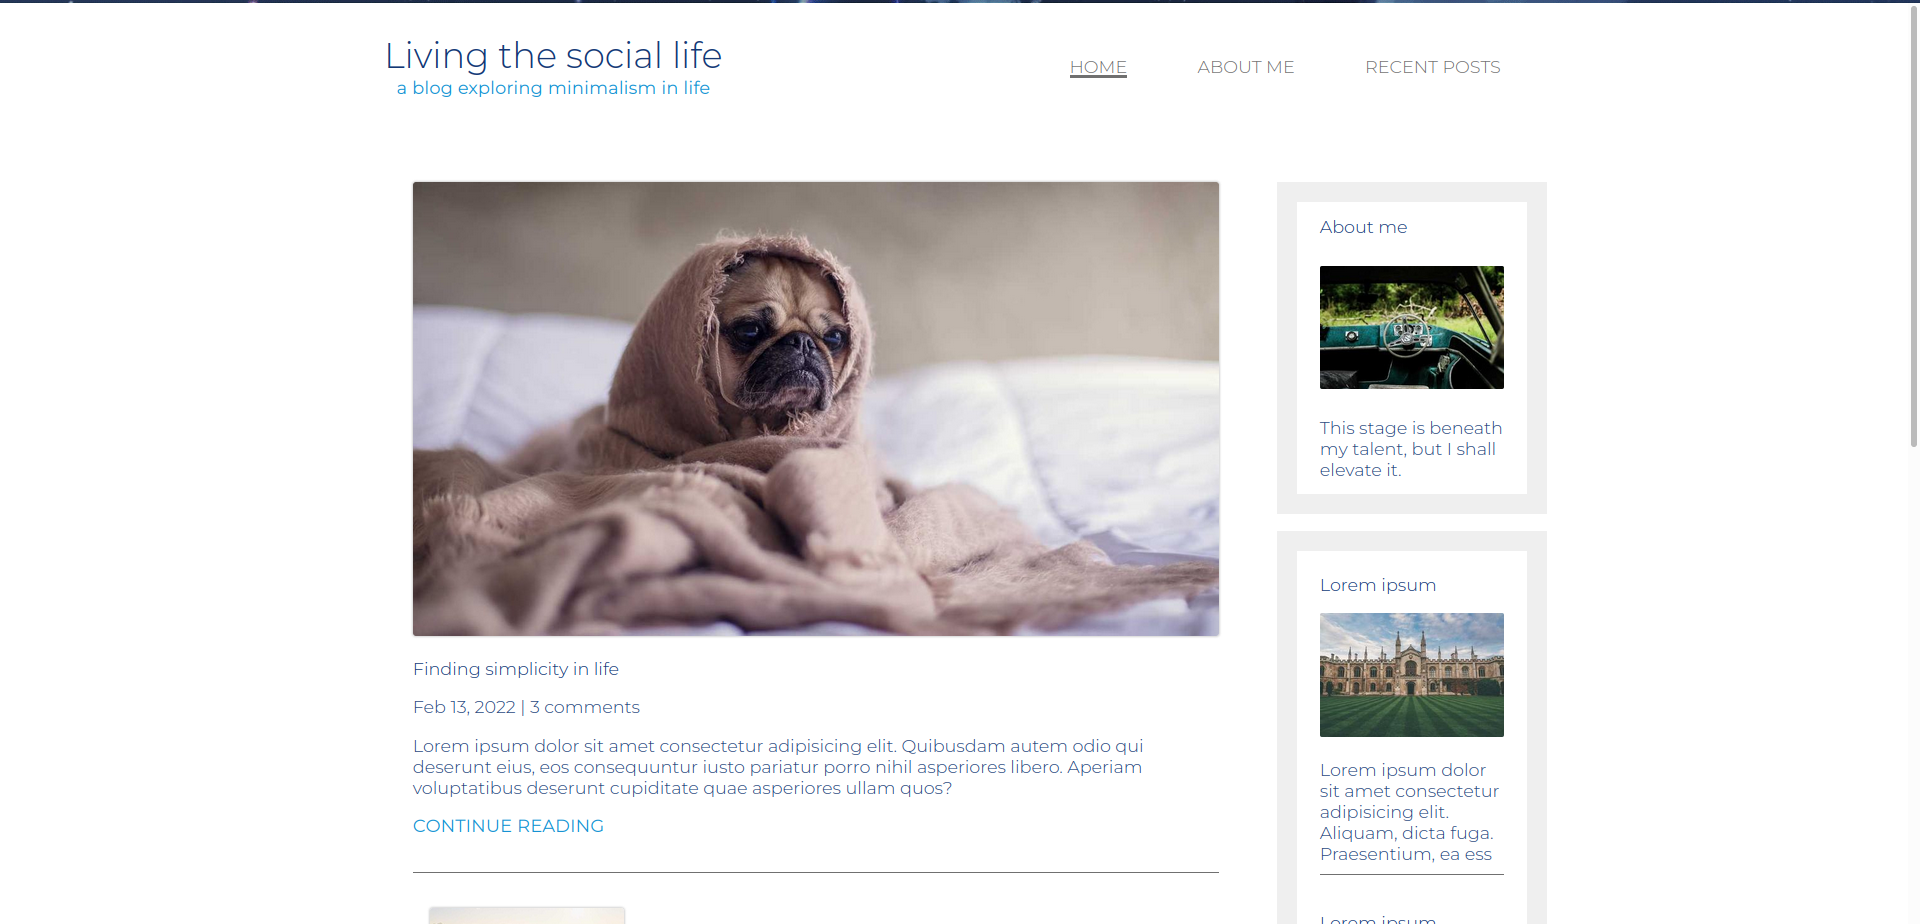 Living the social life
a blog exploring minimalism in life
HOME
ABOUT ME
RECENT POSTS
Finding simplicity in life
Feb 13, 2022 | 3 comments
Lorem ipsum dolor sit amet consectetur adipisicing elit. Quibusdam autem odio qui
deserunt eius, eos consequuntur iusto pariatur porro nihil asperiores libero. Aperiam
voluptatibus deserunt cupiditate quae asperiores ullam quos?
CONTINUE READING
About me
This stage is beneath
my talent, but I shall
elevate it.
Lorem ipsum
Lorem ipsum dolor
sit amet consectetur
adipisicing elit.
Aliquam, dicta fuga.
Praesentium, ea ess
Lorem ipsum